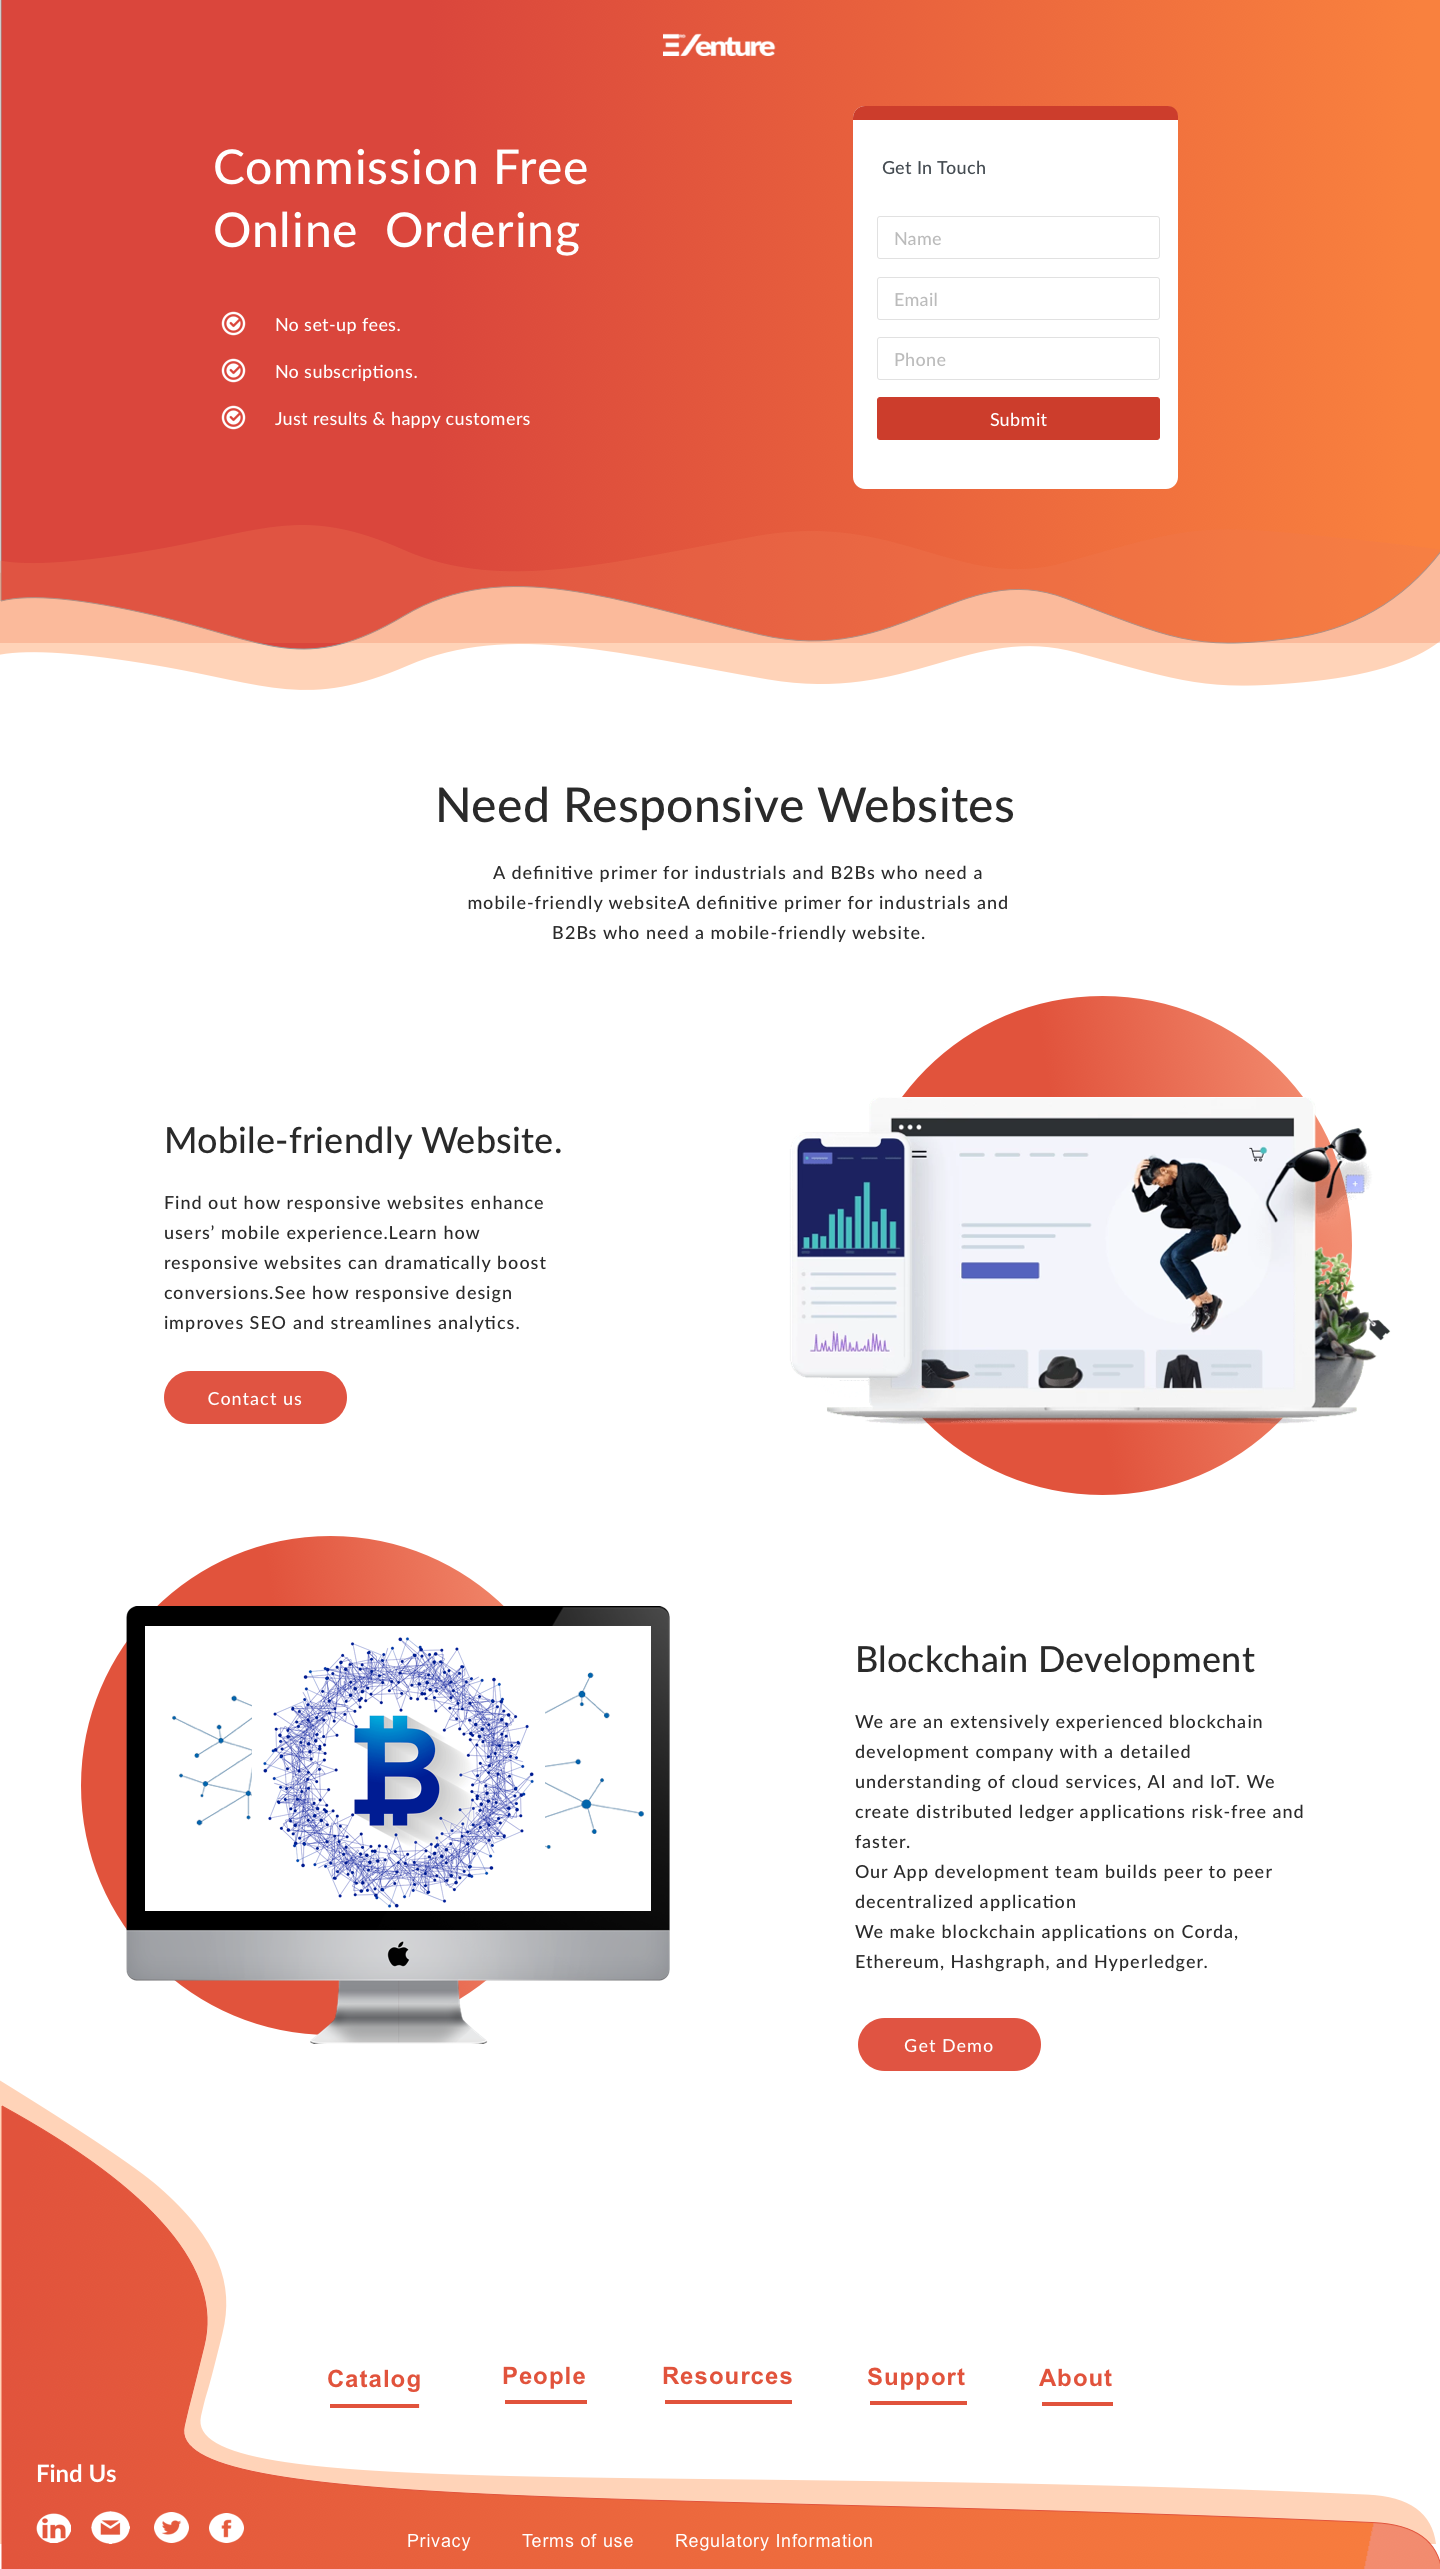 Eventure
Commission Free
Online Ordering
No set-up fees.
No subscriptions.
Just results & happy customers
Get In Touch
Name
Email
Phone
Submit
Need Responsive Websites
A definitive primer for industrials and B2Bs who need a
mobile-friendly websiteA definitive primer for industrials and
B2Bs who need a mobile-friendly website.
Mobile-friendly Website.
Find out how responsive websites enhance
users’ mobile experience.Learn how
responsive websites can dramatically boost
conversions.See how responsive design
improves SEO and streamlines analytics.
Contact us
Blockchain Development
We are an extensively experienced blockchain
development company with a detailed
understanding of cloud services, AI and IoT. We
create distributed ledger applications risk-free and
faster.
Our App development team builds peer to peer
decentralized application
We make blockchain applications on Corda,
Ethereum, Hashgraph, and Hyperledger.
Get Demo
Catalog
People
Resources
Support
About
Find Us
Privacy
Terms of use
Regulatory Information